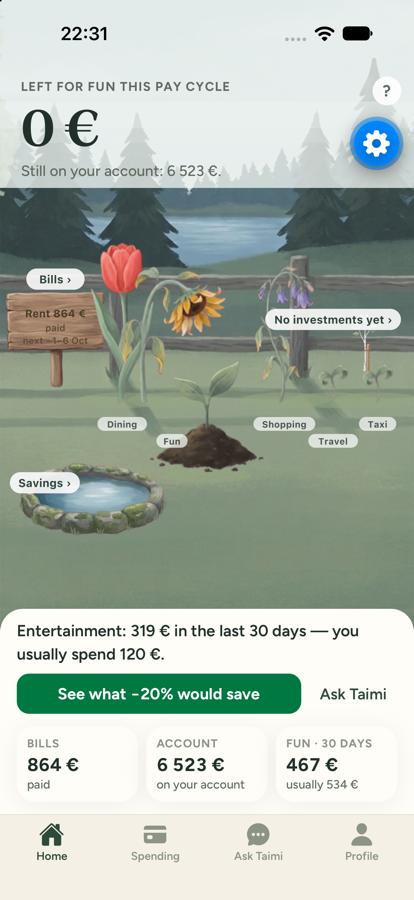 22:31
LEFT FOR FUN THIS PAY CYCLE
?
0 €
Still on your account: 6 523 €.
Bills ›
Rent 864 €
paid
next ~1–6 Oct
No investments yet ›
Dining
Shopping
Taxi
Fun
Travel
Savings ›
Entertainment: 319 € in the last 30 days — you
usually spend 120 €.
See what −20% would save
Ask Taimi
BILLS
864 €
paid
ACCOUNT
6 523 €
on your account
FUN · 30 DAYS
467 €
usually 534 €
Home
Spending
Ask Taimi
Profile